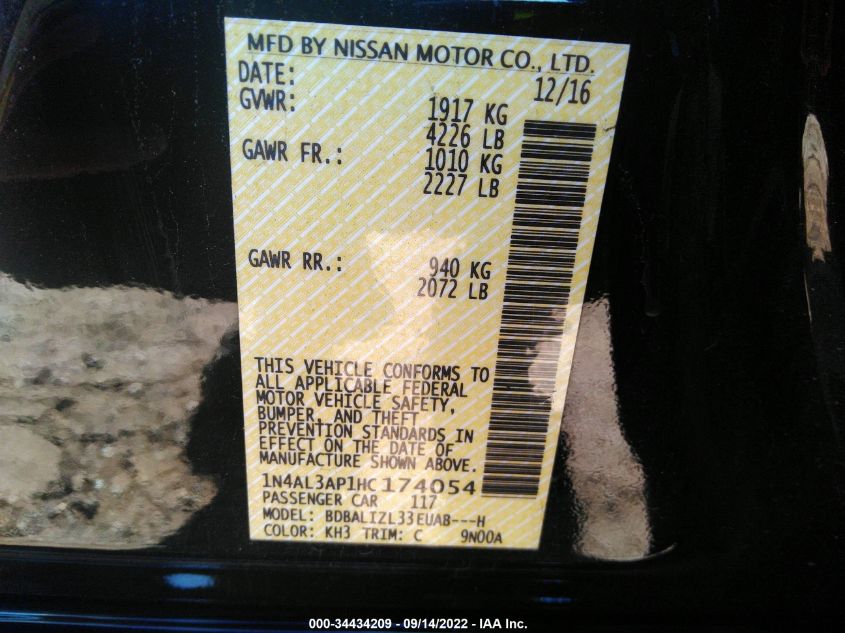 MFD BY NISSAN MOTOR CO., LTD.
DATE: 12/16
GVWR: 1917 KG
4226 LB
GAWR FR.: 1010 KG
2227 LB
GAWR RR.: 940 KG
2072 LB
THIS VEHICLE CONFORMS TO
ALL APPLICABLE FEDERAL
MOTOR VEHICLE SAFETY,
BUMPER, AND THEFT
PREVENTION STANDARDS IN
EFFECT ON THE DATE OF
MANUFACTURE SHOWN ABOVE.
1N4AL3AP1HC174054
PASSENGER CAR 117
MODEL: BDBALIZL33EUAB---H
COLOR: KH3 TRIM: C 9N00A
000-34434209 - 09/14/2022 - IAA Inc.